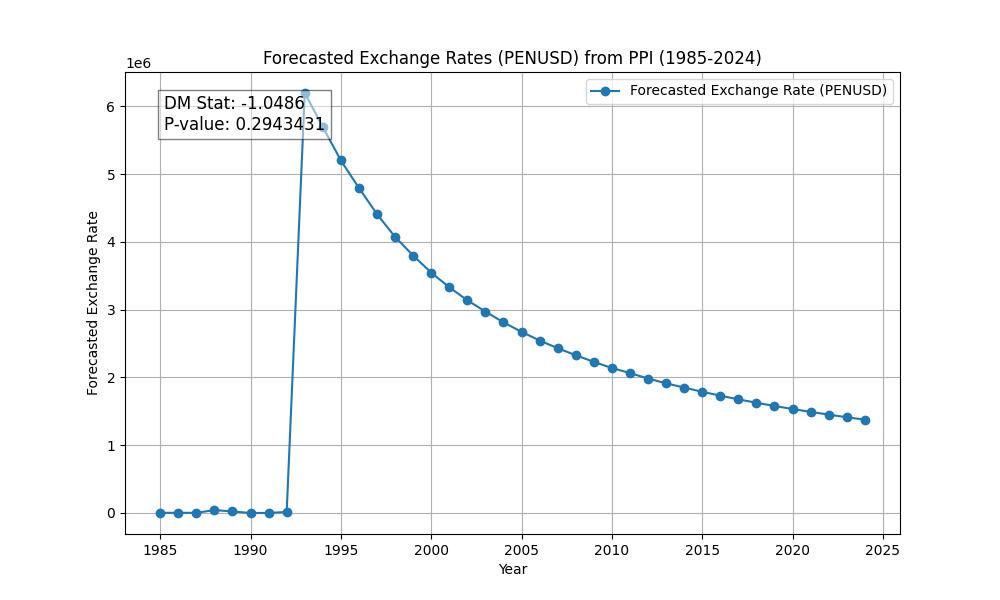 Forecasted Exchange Rates (PENUSD) from PPI (1985-2024)
1e6
DM Stat: -1.0486
P-value: 0.2943431
Forecasted Exchange Rate (PENUSD)
6
5
4
3
2
1
0
Forecasted Exchange Rate
1985 1990 1995 2000 2005 2010 2015 2020 2025
Year